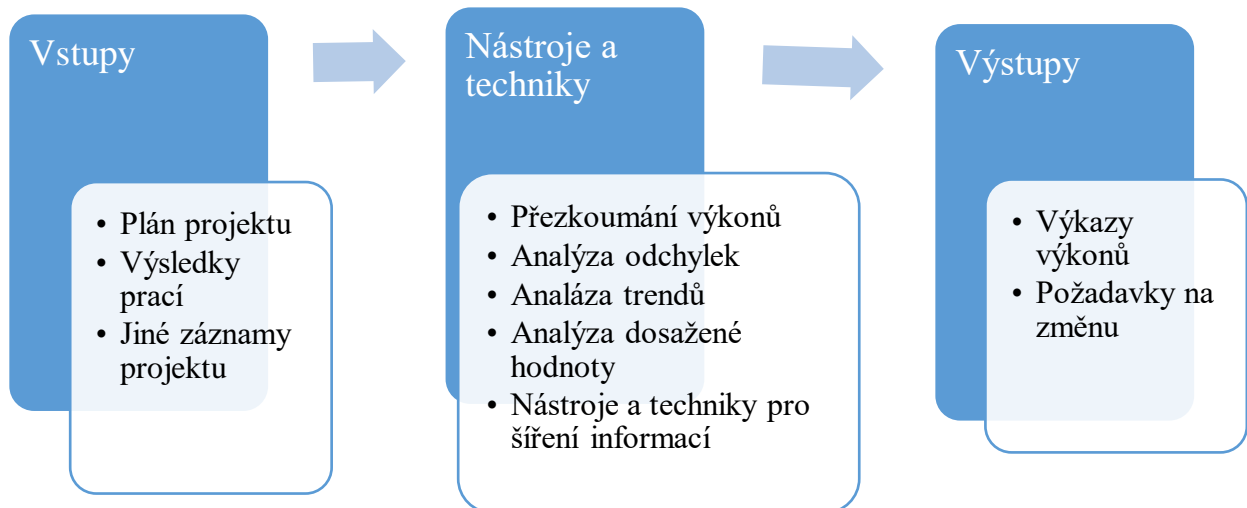 Vstupy
• Plán projektu
• Výsledky
prací
• Jiné záznamy
projektu
Nástroje a
techniky
• Přezkoumání výkonů
• Analýza odchylek
• Analáza trendů
• Analýza dosažené
hodnoty
• Nástroje a techniky pro
šíření informací
Výstupy
• Výkazy
výkonů
• Požadavky na
změnu